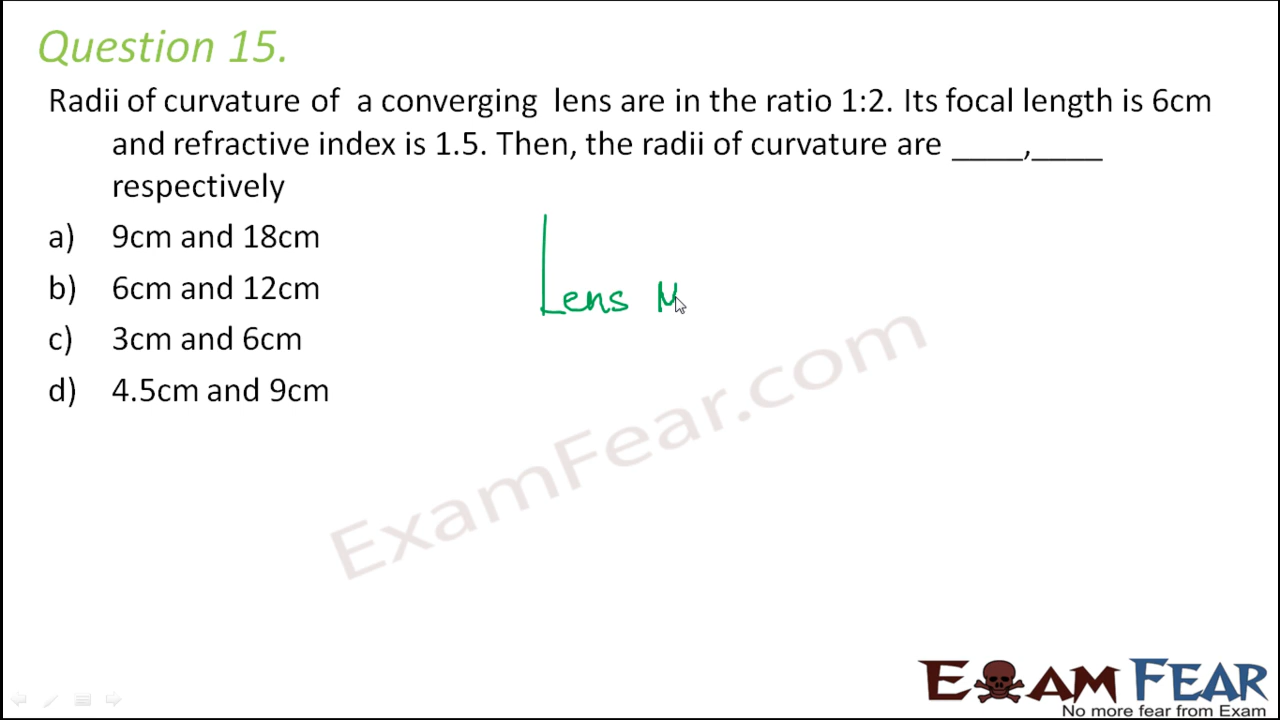 Question 15.
Radii of curvature of a converging lens are in the ratio 1:2. Its focal length is 6cm
and refractive index is 1.5. Then, the radii of curvature are ____,____
respectively
a) 9cm and 18cm
b) 6cm and 12cm
c) 3cm and 6cm
d) 4.5cm and 9cm
Lens M
ExamFear.com
EXAM FEAR
No more fear from Exam